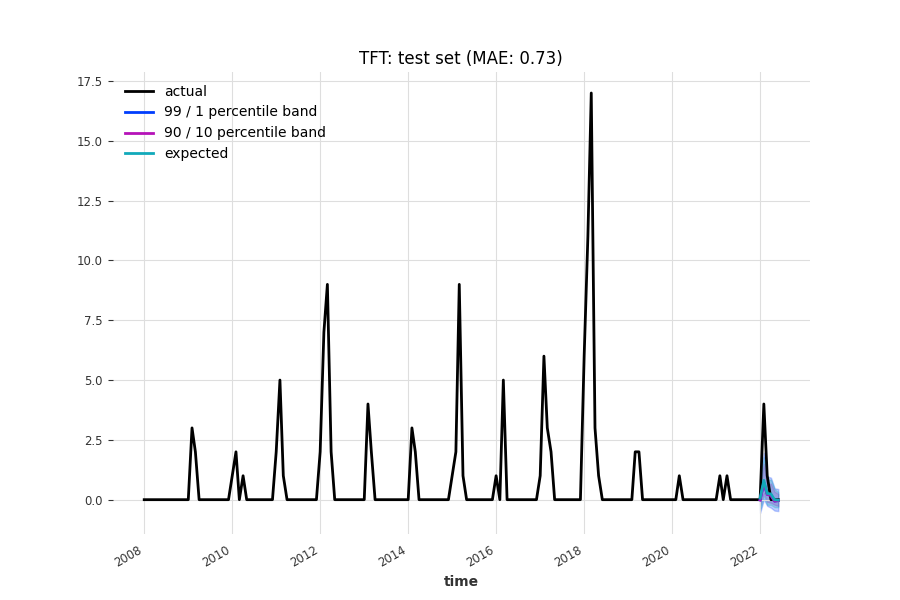 TFT: test set (MAE: 0.73)
17.5
15.0
12.5
10.0
7.5
5.0
2.5
0.0
actual
99 / 1 percentile band
90 / 10 percentile band
expected
2008
2010
2012
2014
2016
2018
2020
2022
time